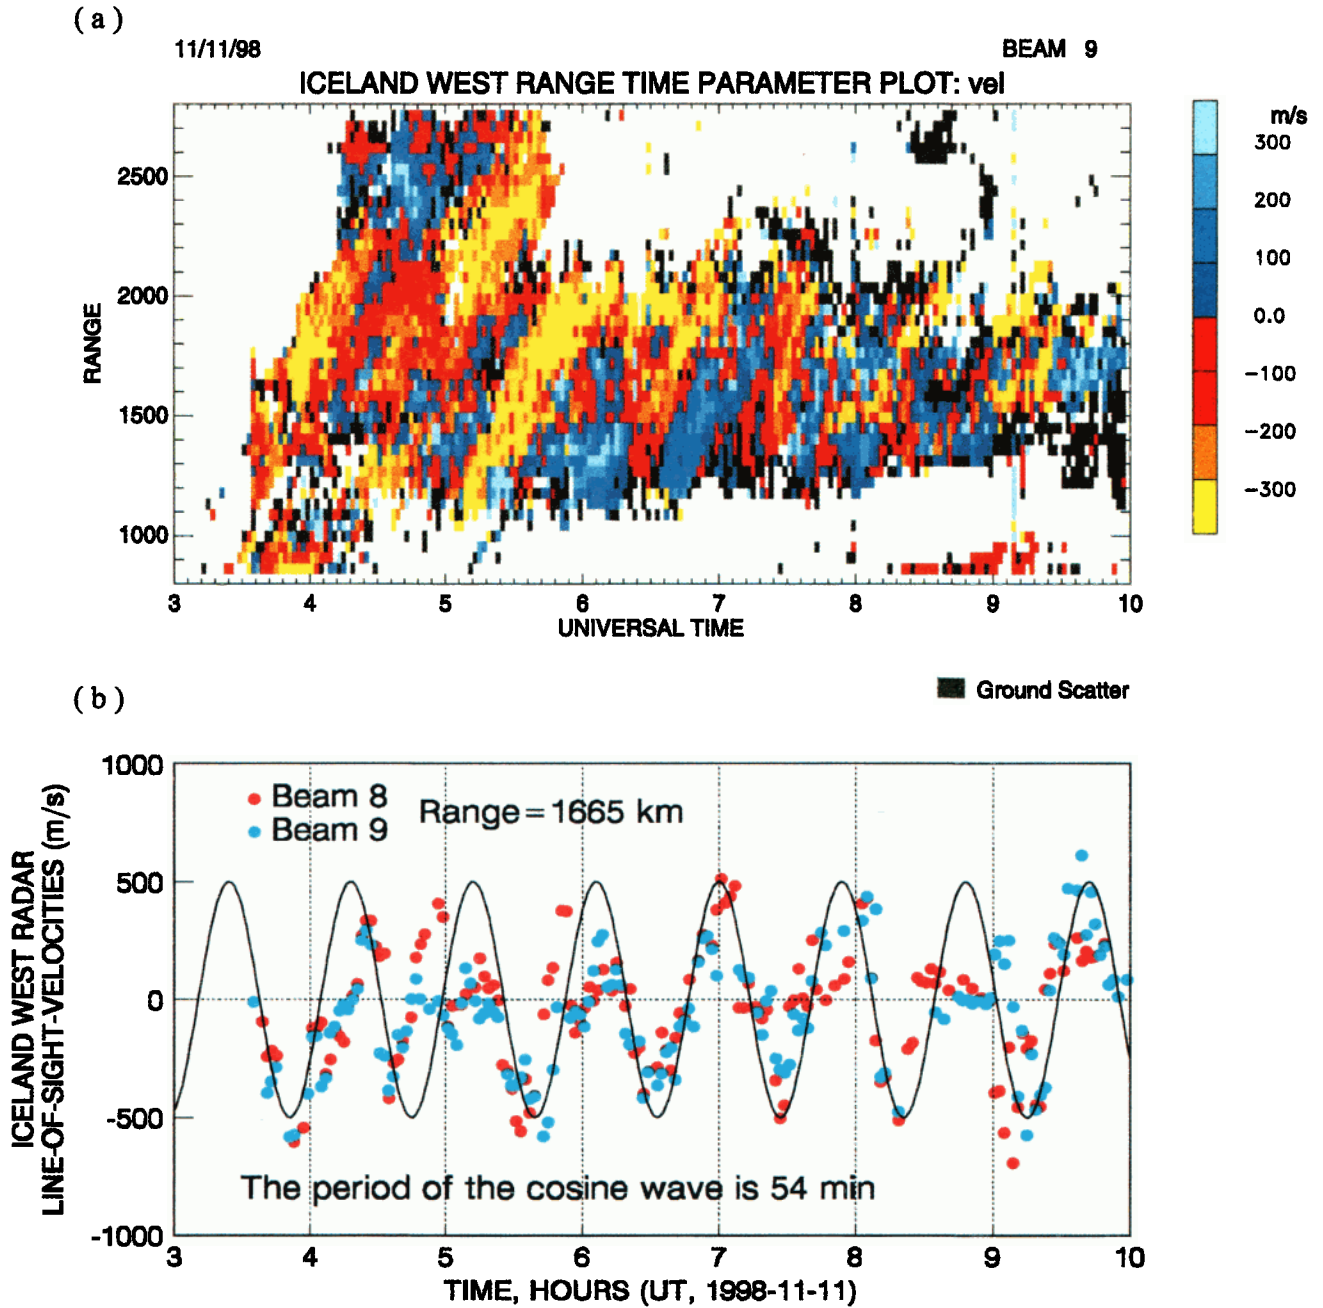 (a)
11/11/98
BEAM 9
ICELAND WEST RANGE TIME PARAMETER PLOT: vel
m/s
300
200
100
0.0
-100
-200
-300
RANGE
2500
2000
1500
1000
3 4 5 6 7 8 9 10
UNIVERSAL TIME
Ground Scatter
(b)
ICELAND WEST RADAR
LINE-OF-SIGHT-VELOCITIES (m/s)
1000
500
0
-500
-1000
Beam 8
Beam 9
Range=1665 km
The period of the cosine wave is 54 min
3 4 5 6 7 8 9 10
TIME, HOURS (UT, 1998-11-11)